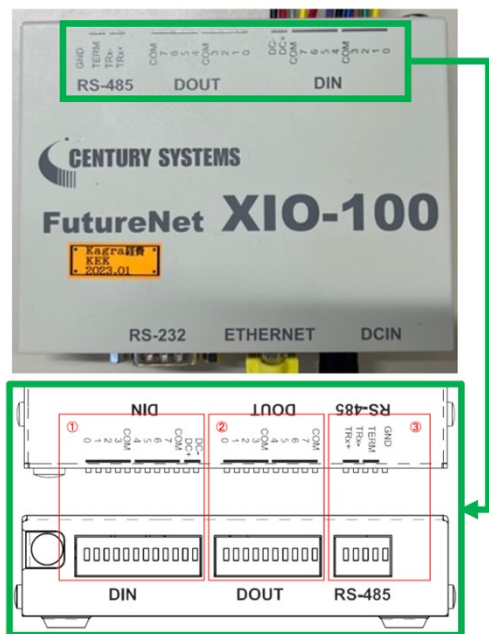 GND
TERM
TRx-
TRx+
COM
7
6
5
4
COM
3
2
1
0
DC-
DC+
COM
7
6
5
4
COM
3
2
1
0
RS-485
DOUT
DIN
CENTURY SYSTEMS
FutureNet XIO-100
Kagra経費
KEK
2023.01
RS-232
ETHERNET
DCIN
DIN
DOUT
RS-485
①
0
1
2
3
COM
4
5
6
7
COM
DC+
DC-
②
0
1
2
3
COM
4
5
6
7
COM
③
TRx+
TRx-
TERM
GND
DIN
DOUT
RS-485